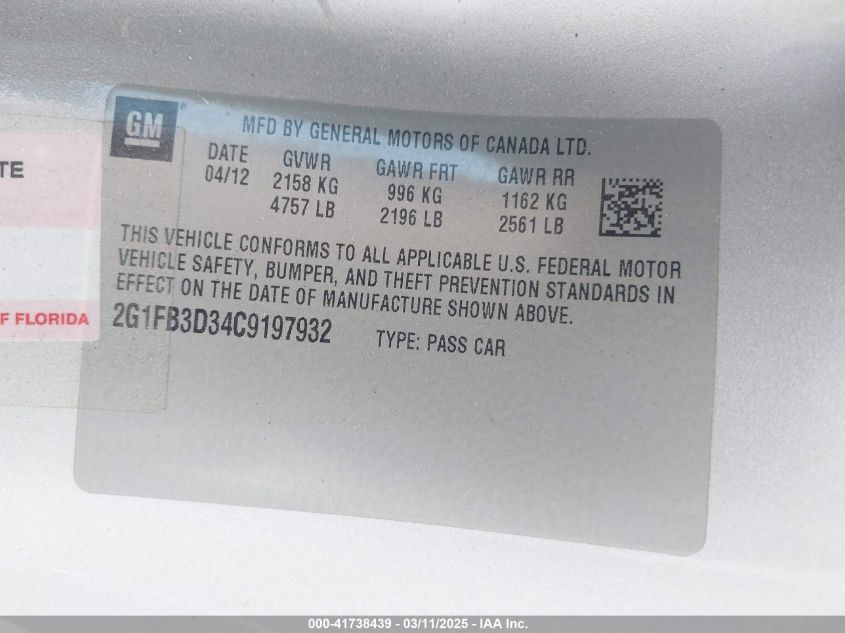 GM
MFD BY GENERAL MOTORS OF CANADA LTD.
DATE GVWR GAWR FRT GAWR RR
04/12 2158 KG 996 KG 1162 KG
4757 LB 2196 LB 2561 LB
THIS VEHICLE CONFORMS TO ALL APPLICABLE U.S. FEDERAL MOTOR
VEHICLE SAFETY, BUMPER, AND THEFT PREVENTION STANDARDS IN
EFFECT ON THE DATE OF MANUFACTURE SHOWN ABOVE.
2G1FB3D34C9197932 TYPE: PASS CAR
TE
F FLORIDA
000-41738439 - 03/11/2025 - IAA Inc.